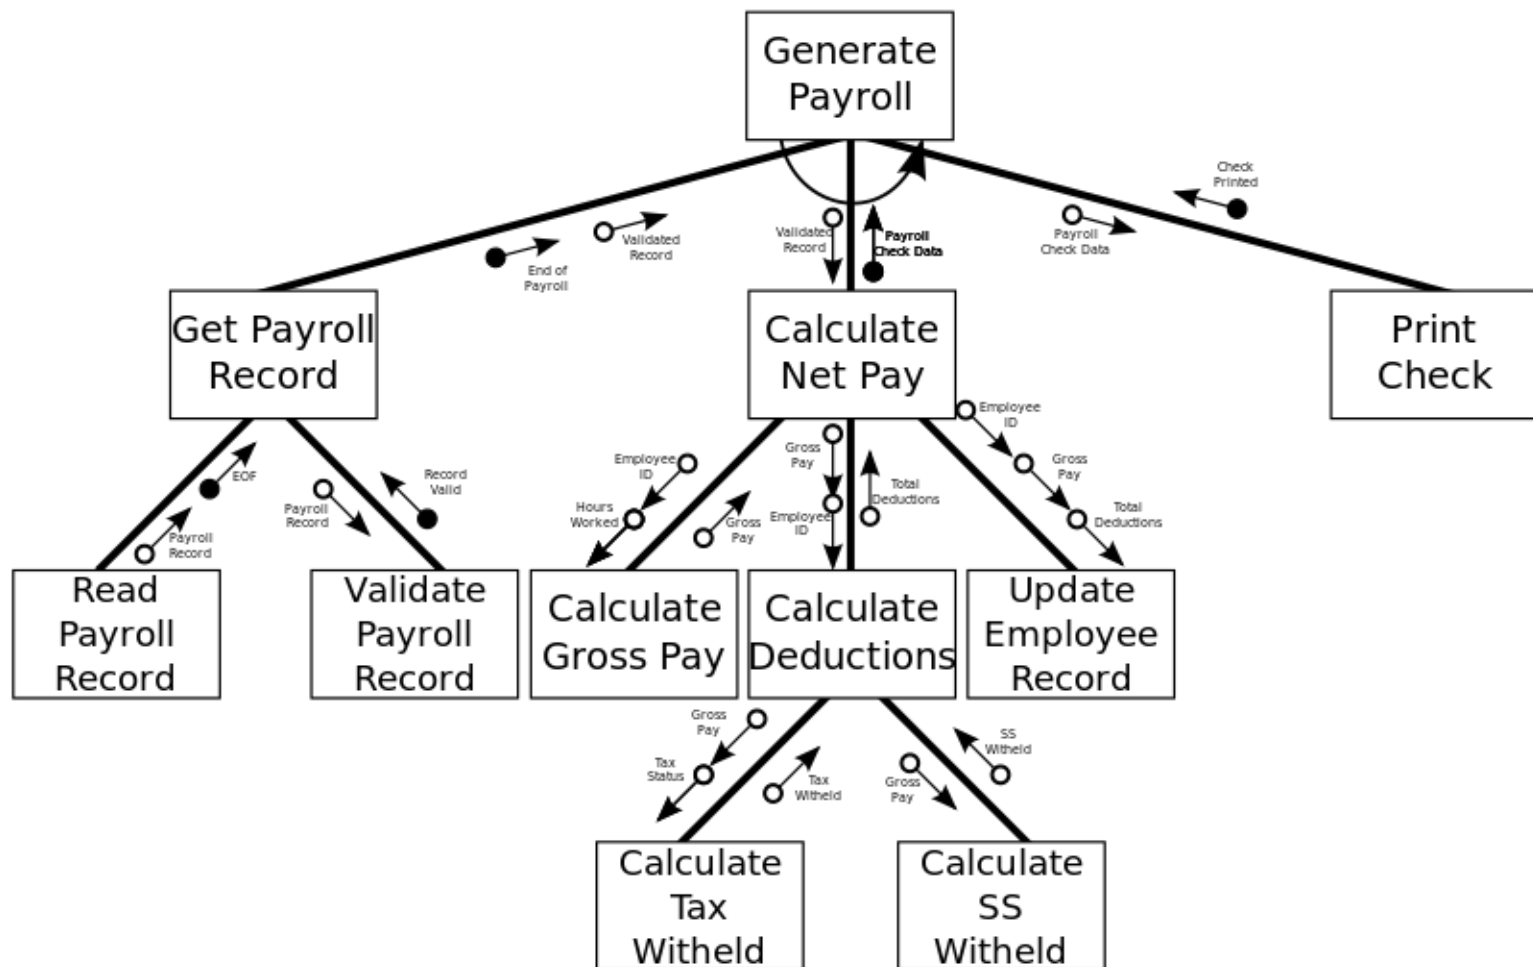 Generate
Payroll
Check
Printed
Validated
Record
Validated
Record
Payroll
Check Data
Payroll
Check Data
End of
Payroll
Get Payroll
Record
Calculate
Net Pay
Print
Check
Employee
ID
EOF
Payroll
Record
Payroll
Record
Record
Valid
Employee
ID
Hours
Worked
Gross
Pay
Gross
Pay
Employee
ID
Total
Deductions
Gross
Pay
Total
Deductions
Read
Payroll
Record
Validate
Payroll
Record
Calculate
Gross Pay
Calculate
Deductions
Update
Employee
Record
Gross
Pay
Tax
Status
Tax
Witheld
Gross
Pay
SS
Witheld
Calculate
Tax
Witheld
Calculate
SS
Witheld